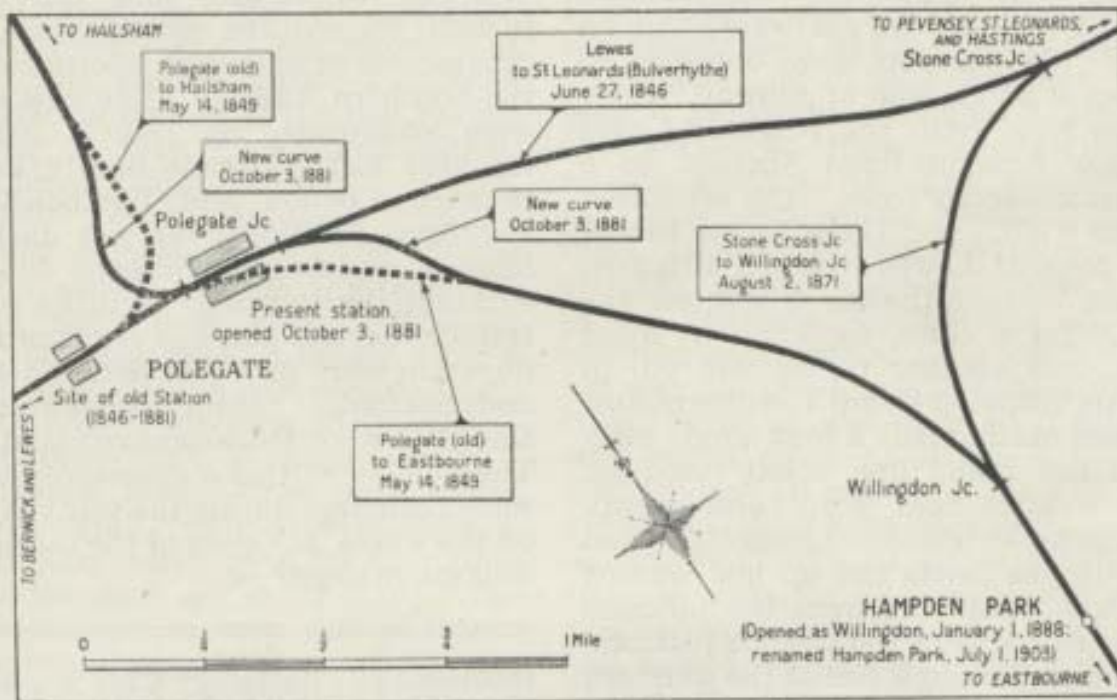 TO HAILSHAM
Polegate (old)
to Hailsham
May 14, 1849
New curve
October 3, 1881
Polegate Jc
Lewes
to St Leonards (Bulverhythe)
June 27, 1846
TO PEVENSEY ST LEONARDS,
AND HASTINGS
Stone Cross Jc
New curve
October 3, 1881
Stone Cross Jc
to Willingdon Jc
August 2, 1871
Present station,
opened October 3, 1881
POLEGATE
Site of old Station
(1846-1881)
TO BERWICK AND LEWES
Polegate (old)
to Eastbourne
May 14, 1849
Willingdon Jc.
N
HAMPDEN PARK
(Opened, as Willingdon, January 1, 1888;
renamed Hampden Park, July 1, 1903)
TO EASTBOURNE
0
1 Mile